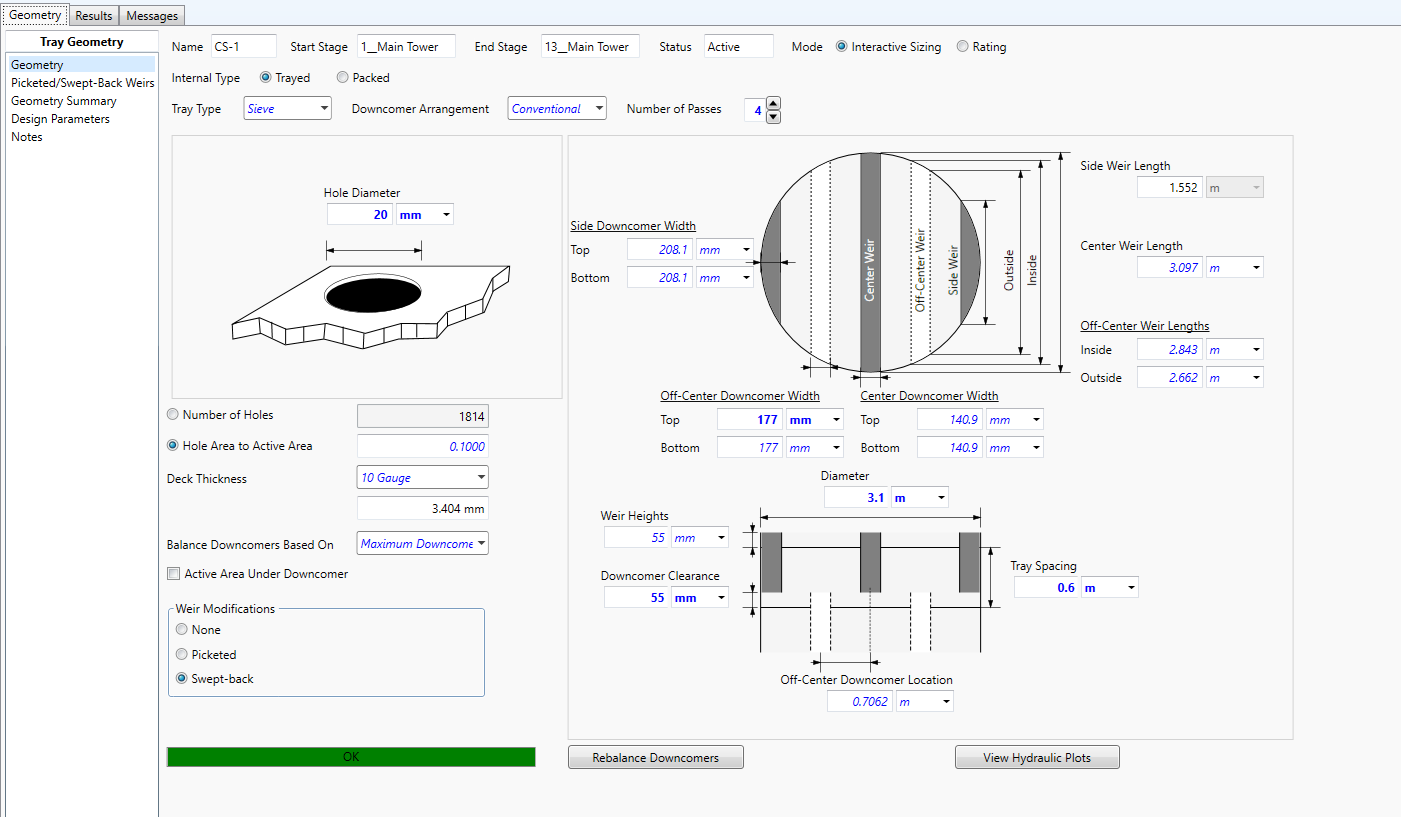 Geometry Results Messages
Tray Geometry
Geometry
Picketed/Swept-Back Weirs
Geometry Summary
Design Parameters
Notes
Name CS-1 Start Stage 1__Main Tower End Stage 13__Main Tower Status Active Mode Interactive Sizing Rating
Internal Type Trayed Packed
Tray Type Sieve Downcomer Arrangement Conventional Number of Passes 4
Hole Diameter
20 mm
Number of Holes 1814
Hole Area to Active Area 0.1000
Deck Thickness 10 Gauge
3.404 mm
Balance Downcomers Based On Maximum Downcome
Active Area Under Downcomer
Weir Modifications
None
Picketed
Swept-back
OK
Side Downcomer Width
Top 208.1 mm
Bottom 208.1 mm
Center Weir
Off-Center Weir
Side Weir
Outside
Inside
Side Weir Length
1.552 m
Center Weir Length
3.097 m
Off-Center Weir Lengths
Inside 2.843 m
Outside 2.662 m
Off-Center Downcomer Width Center Downcomer Width
Top 177 mm Top 140.9 mm
Bottom 177 mm Bottom 140.9 mm
Diameter
3.1 m
Weir Heights
55 mm
Downcomer Clearance
55 mm
Tray Spacing
0.6 m
Off-Center Downcomer Location
0.7062 m
Rebalance Downcomers View Hydraulic Plots